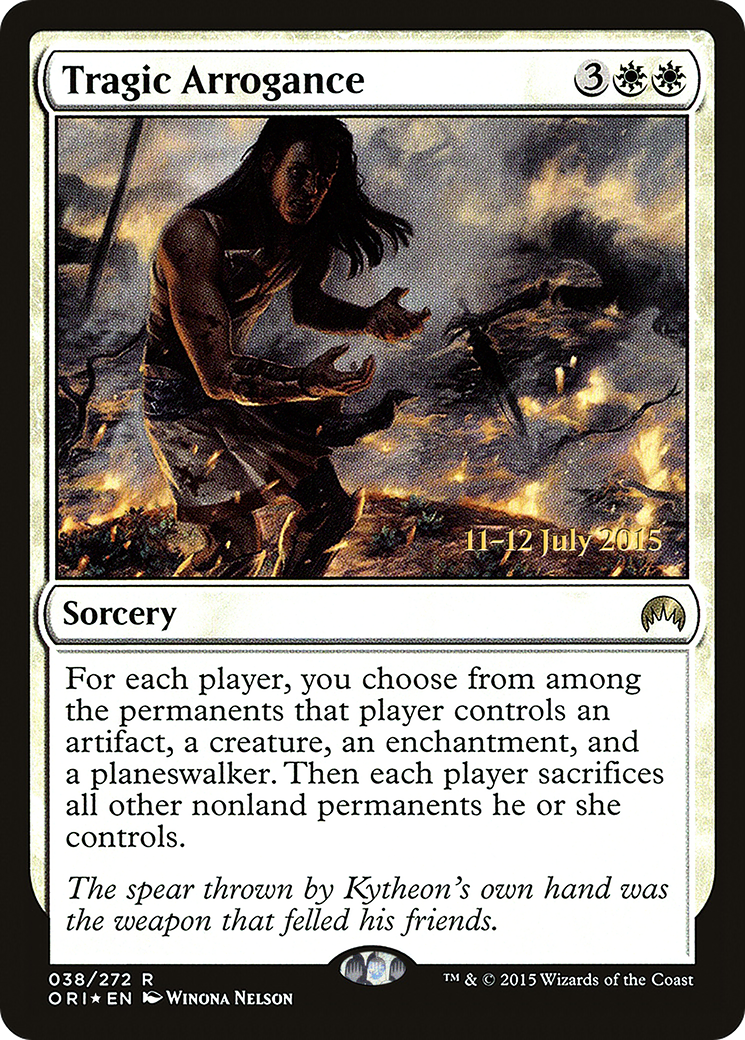 Tragic Arrogance 3
11–12 July 2015
Sorcery
For each player, you choose from among
the permanents that player controls an
artifact, a creature, an enchantment, and
a planeswalker. Then each player sacrifices
all other nonland permanents he or she
controls.
The spear thrown by Kytheon's own hand was
the weapon that felled his friends.
038/272 R
ORI★EN Winona Nelson
™ & © 2015 Wizards of the Coast